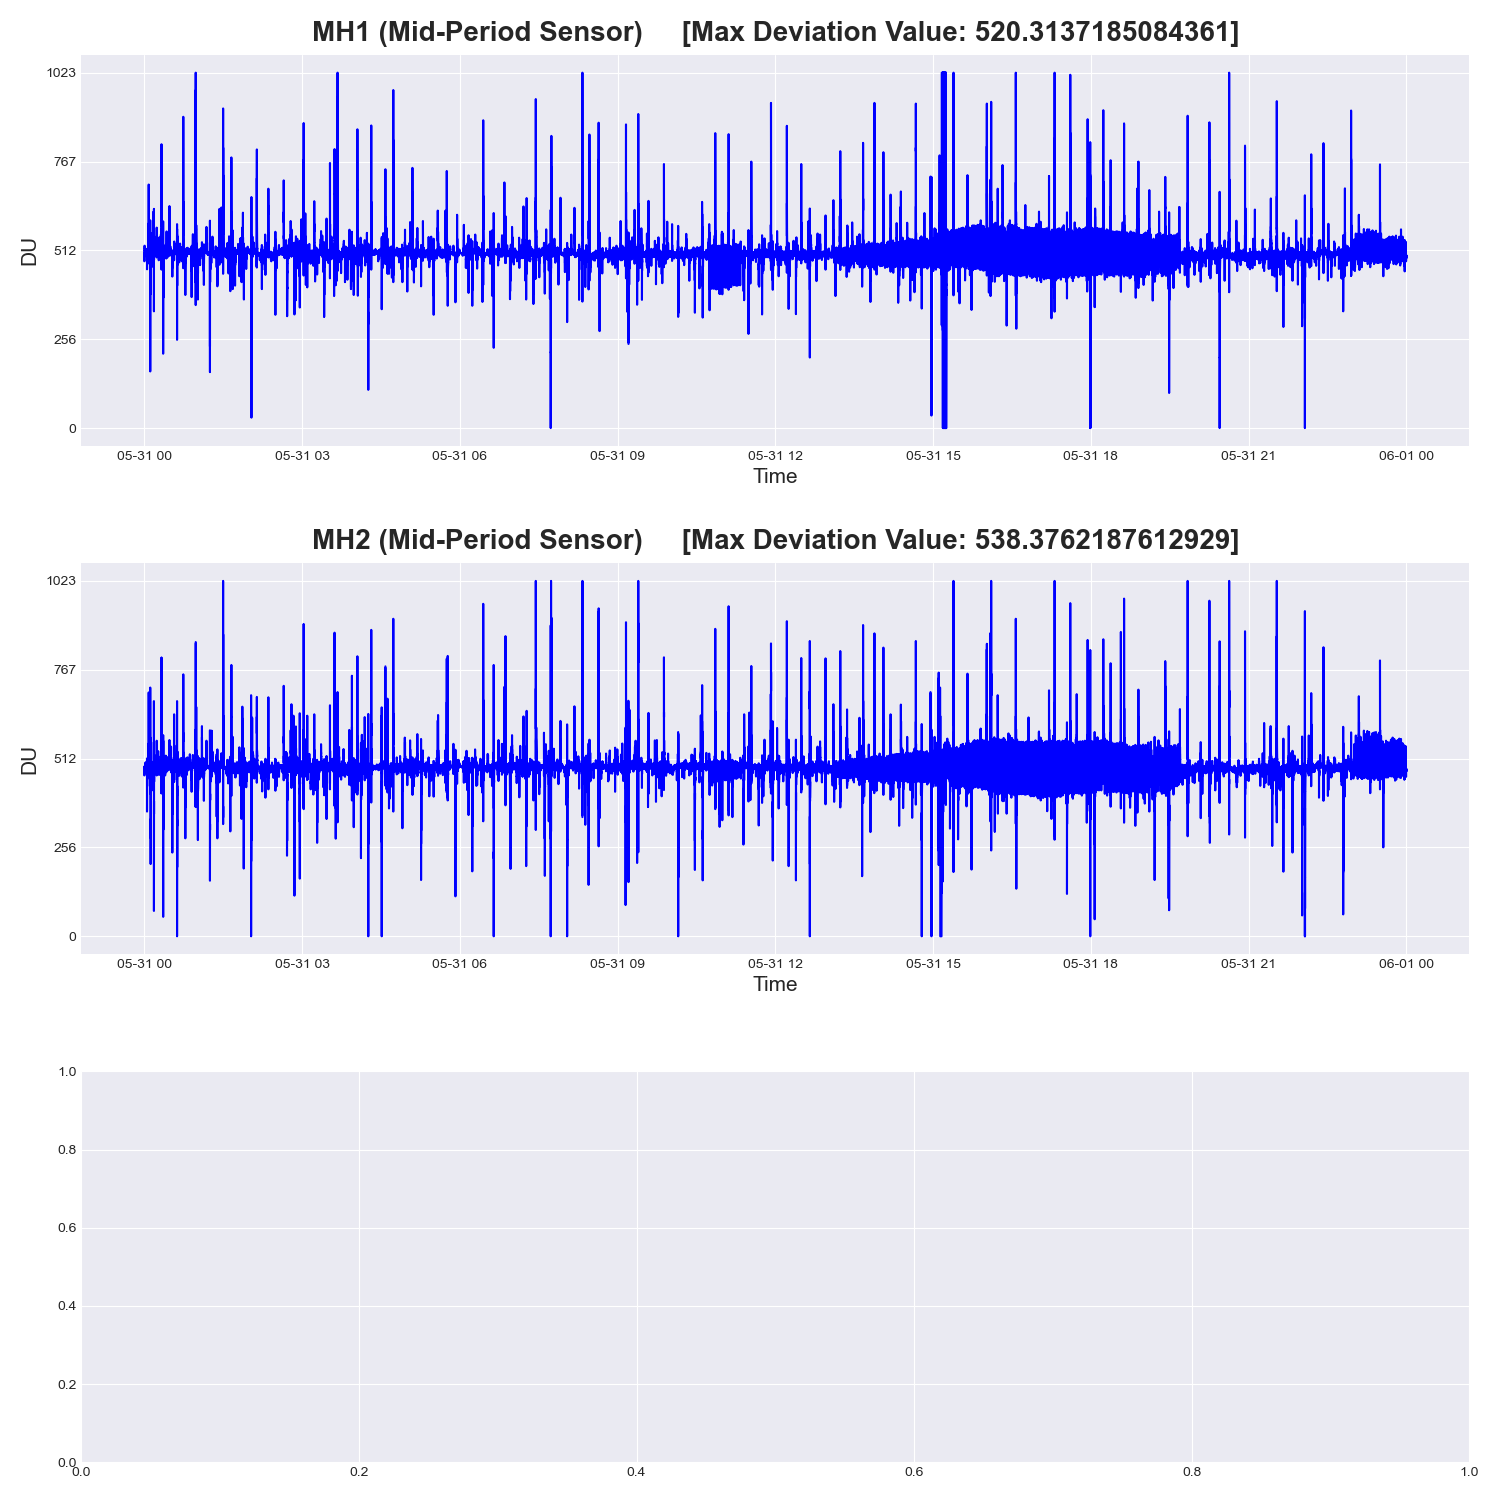 MH1 (Mid-Period Sensor) [Max Deviation Value: 520.3137185084361]
1023
767
512
256
0
DU
05-31 00 05-31 03 05-31 06 05-31 09 05-31 12 05-31 15 05-31 18 05-31 21 06-01 00
Time
MH2 (Mid-Period Sensor) [Max Deviation Value: 538.3762187612929]
1023
767
512
256
0
DU
05-31 00 05-31 03 05-31 06 05-31 09 05-31 12 05-31 15 05-31 18 05-31 21 06-01 00
Time
1.0
0.8
0.6
0.4
0.2
0.0
0.0 0.2 0.4 0.6 0.8 1.0